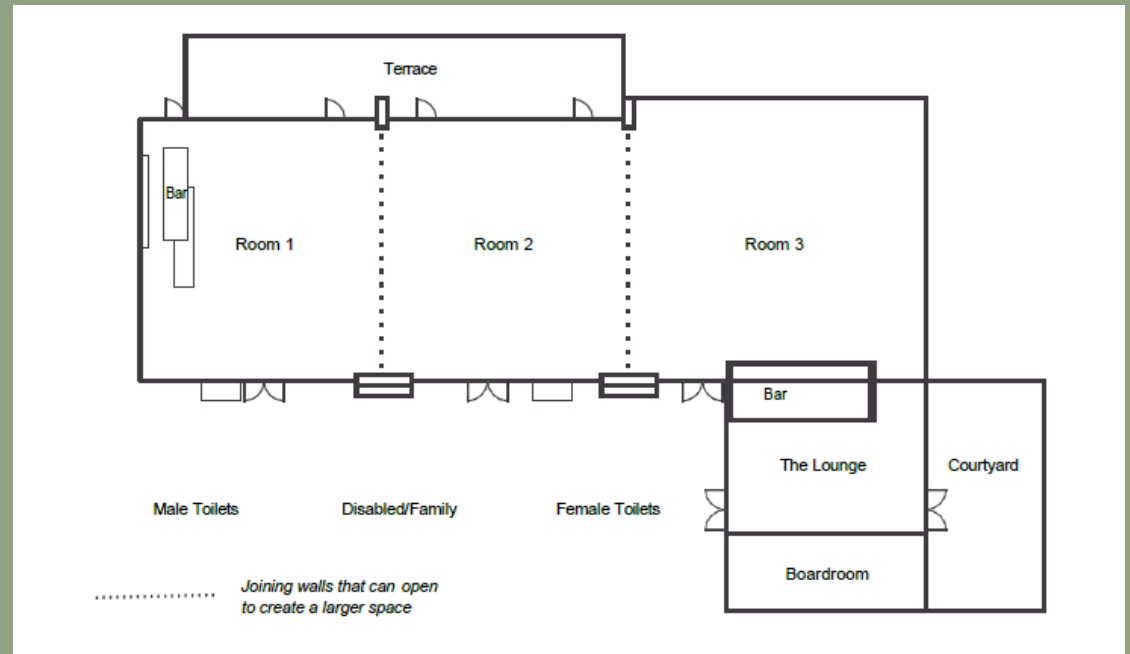 Terrace
Bar
Room 1
Room 2
Room 3
Bar
The Lounge
Courtyard
Male Toilets
Disabled/Family
Female Toilets
Boardroom
Joining walls that can open
to create a larger space